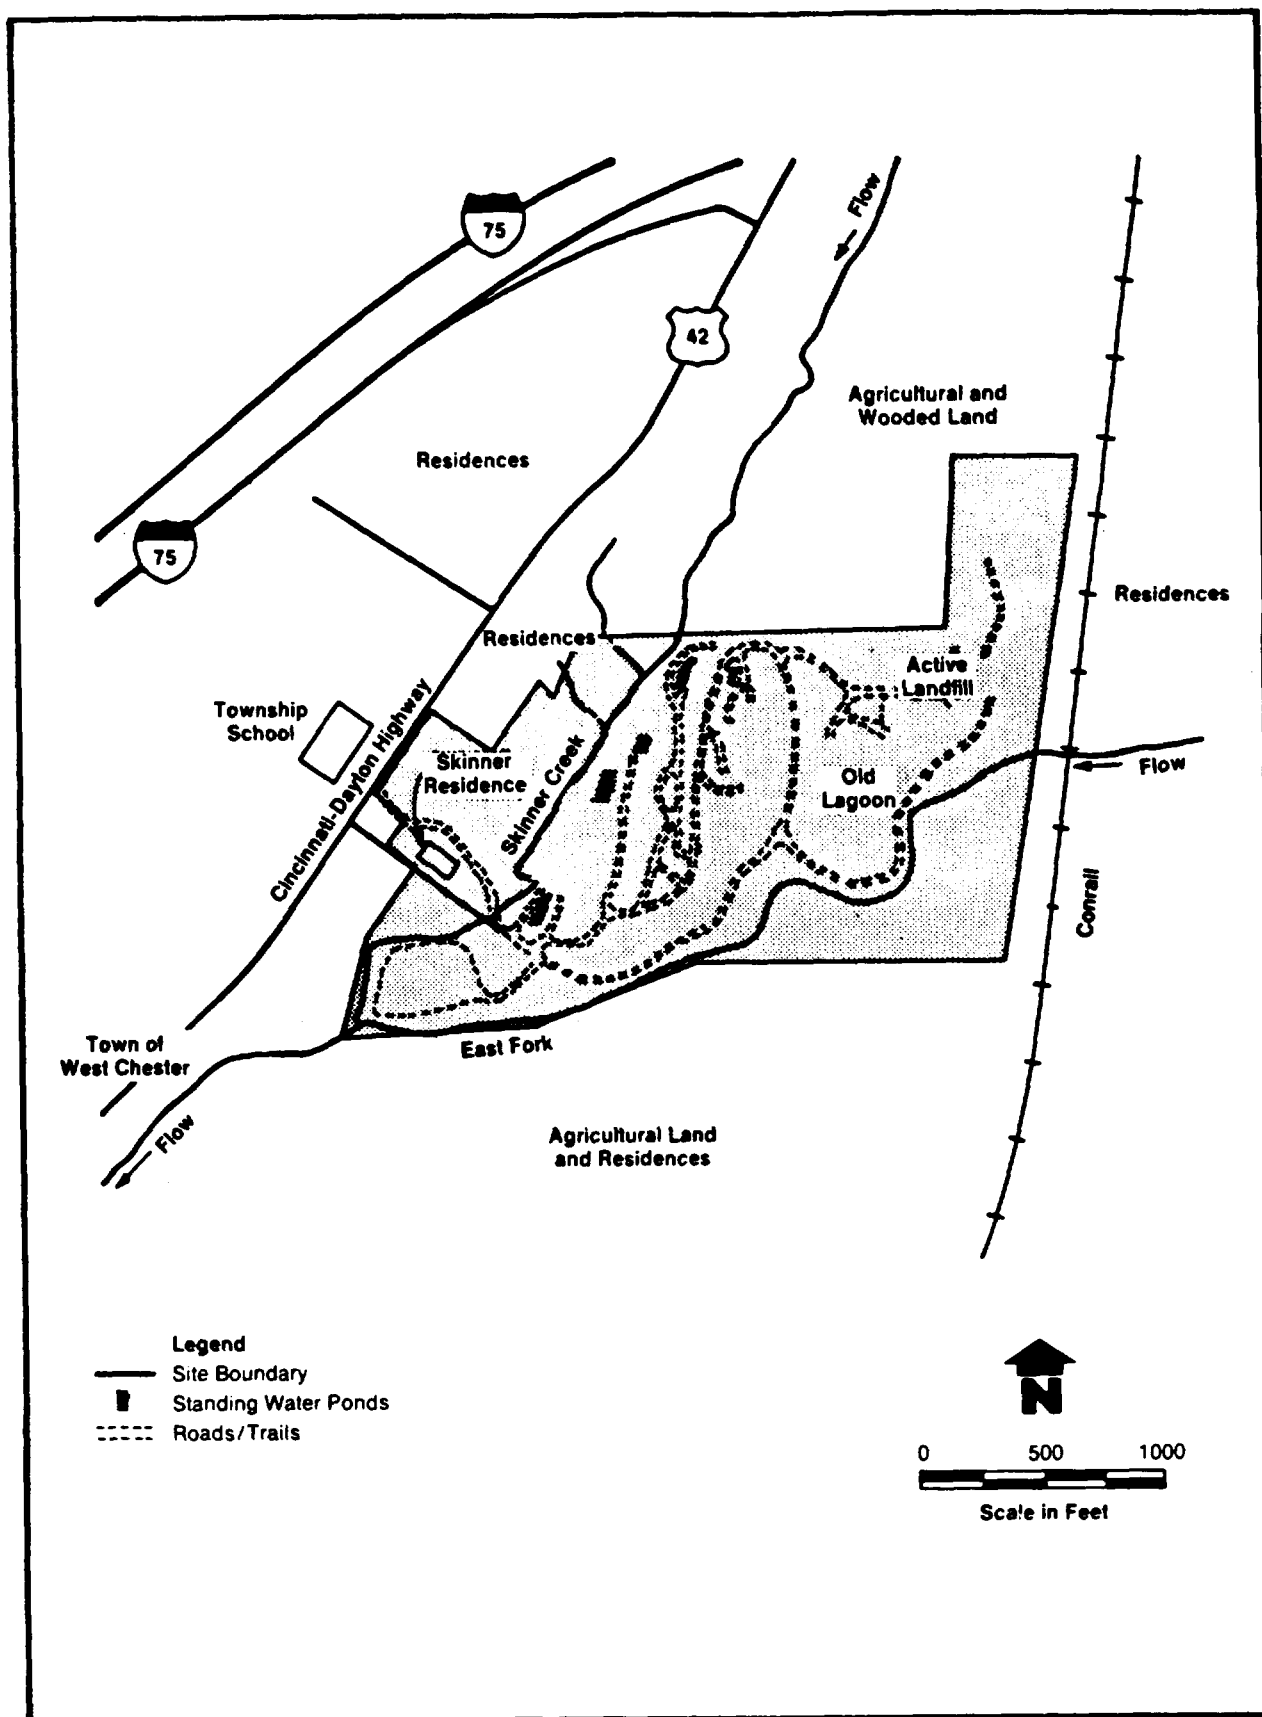 75
Flow
42
Agricultural and
Wooded Land
Residences
75
Residences
Residences
Active
Landfill
Township
School
Cincinnati-Dayton Highway
Skinner
Residence
Skinner Creek
Old
Lagoon
Flow
Conrail
East Fork
Town of
West Chester
Flow
Agricultural Land
and Residences
Legend
Site Boundary
Standing Water Ponds
Roads/Trails
N
0 500 1000
Scale in Feet